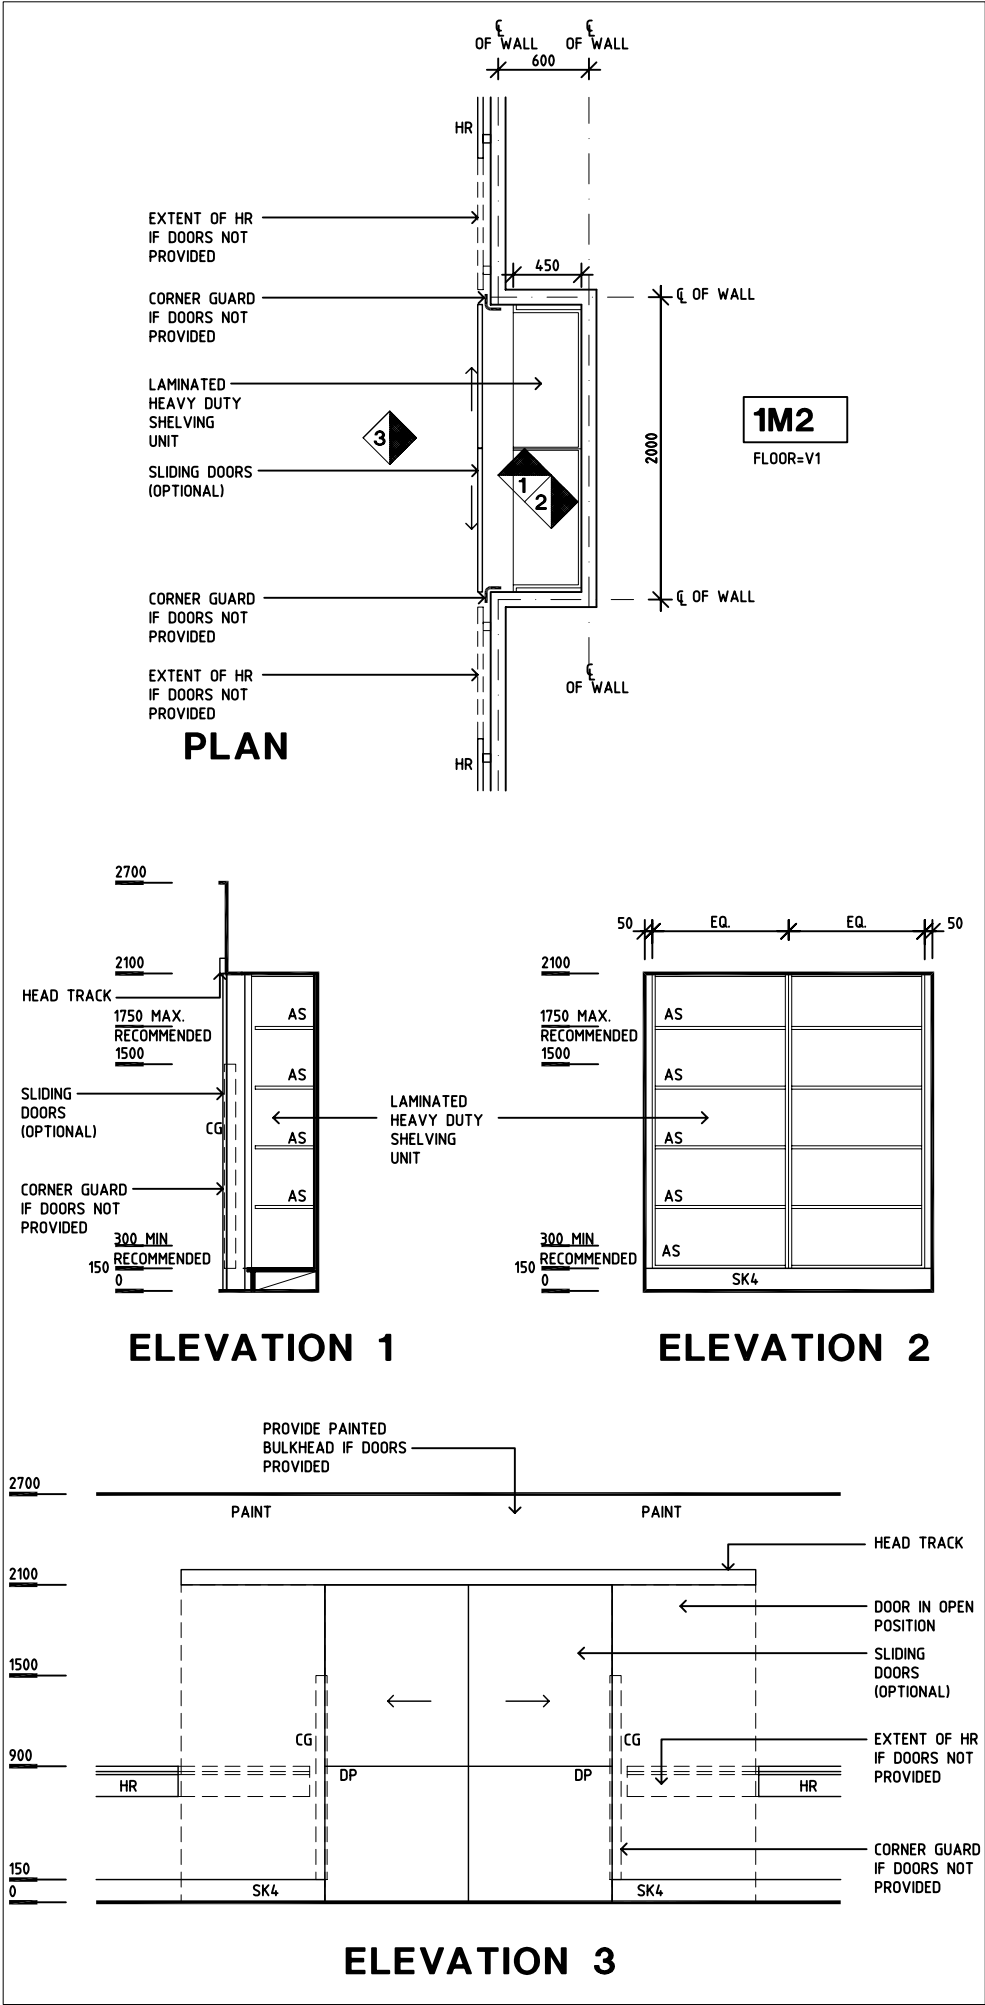 ℄ ℄
OF WALL OF WALL
600
HR
EXTENT OF HR
IF DOORS NOT
PROVIDED
450
CORNER GUARD
IF DOORS NOT
PROVIDED
℄ OF WALL
LAMINATED
HEAVY DUTY
SHELVING
UNIT
3
1M2
FLOOR=V1
2000
SLIDING DOORS
(OPTIONAL)
1
2
CORNER GUARD
IF DOORS NOT
PROVIDED
℄ OF WALL
EXTENT OF HR
IF DOORS NOT
PROVIDED
℄
OF WALL
PLAN
HR
2700
2100
HEAD TRACK
1750 MAX.
RECOMMENDED
1500
SLIDING
DOORS
(OPTIONAL)
CG
CORNER GUARD
IF DOORS NOT
PROVIDED
300 MIN
RECOMMENDED
150
0
AS
AS
AS
AS
LAMINATED
HEAVY DUTY
SHELVING
UNIT
ELEVATION 1
50 EQ. EQ. 50
2100
1750 MAX.
RECOMMENDED
1500
300 MIN
RECOMMENDED
150
0
AS
AS
AS
AS
AS
SK4
ELEVATION 2
PROVIDE PAINTED
BULKHEAD IF DOORS
PROVIDED
2700
PAINT PAINT
HEAD TRACK
2100
DOOR IN OPEN
POSITION
1500
SLIDING
DOORS
(OPTIONAL)
CG CG
EXTENT OF HR
IF DOORS NOT
PROVIDED
900
HR DP DP HR
CORNER GUARD
IF DOORS NOT
PROVIDED
150
0
SK4 SK4
ELEVATION 3